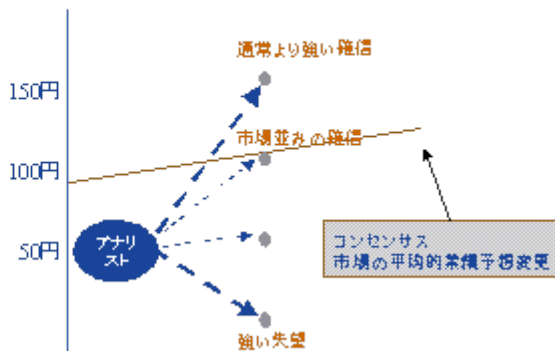 通常より強い確信
150円
市場並みの確信
100円
アナリ
スト
50円
コンセンサス
市場の平均的業績予想変更
強い失望